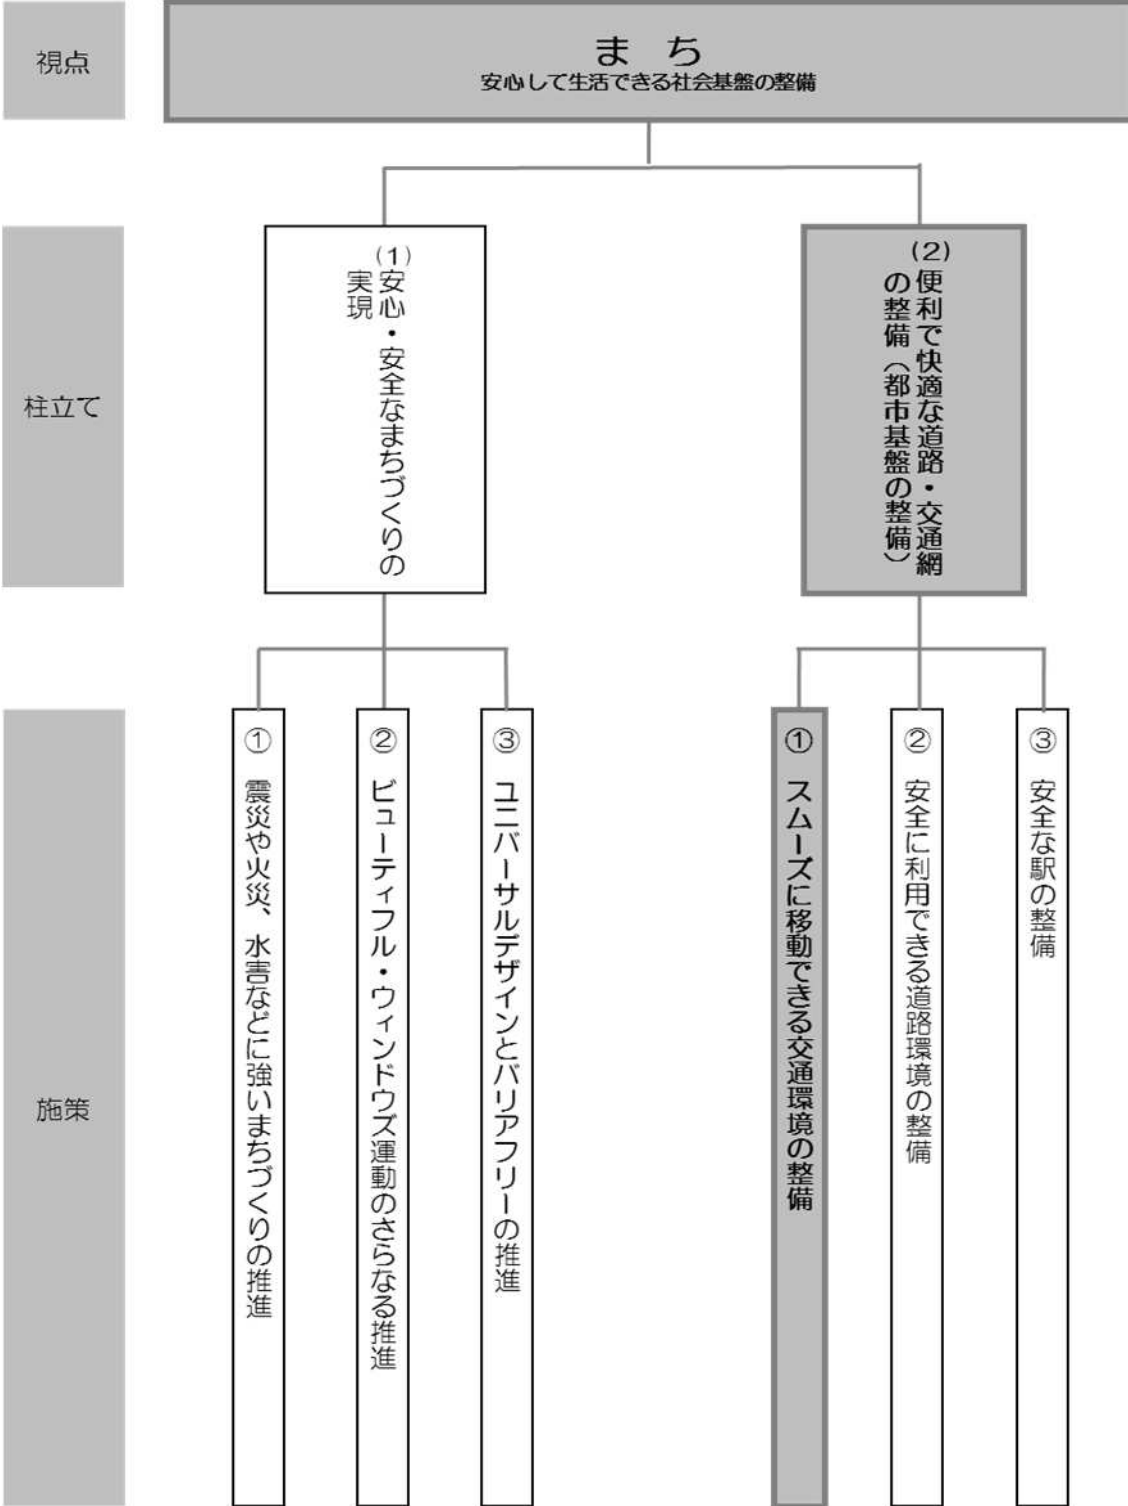 視点
まち
安心して生活できる社会基盤の整備
柱立て
(1)
安心・安全なまちづくりの
実現
(2)
便利で快適な道路・交通網
の整備(都市基盤の整備)
施策
① 震災や火災、水害などに強いまちづくりの推進
② ビューティフル・ウィンドウズ運動のさらなる推進
③ ユニバーサルデザインとバリアフリーの推進
① スムーズに移動できる交通環境の整備
② 安全に利用できる道路環境の整備
③ 安全な駅の整備